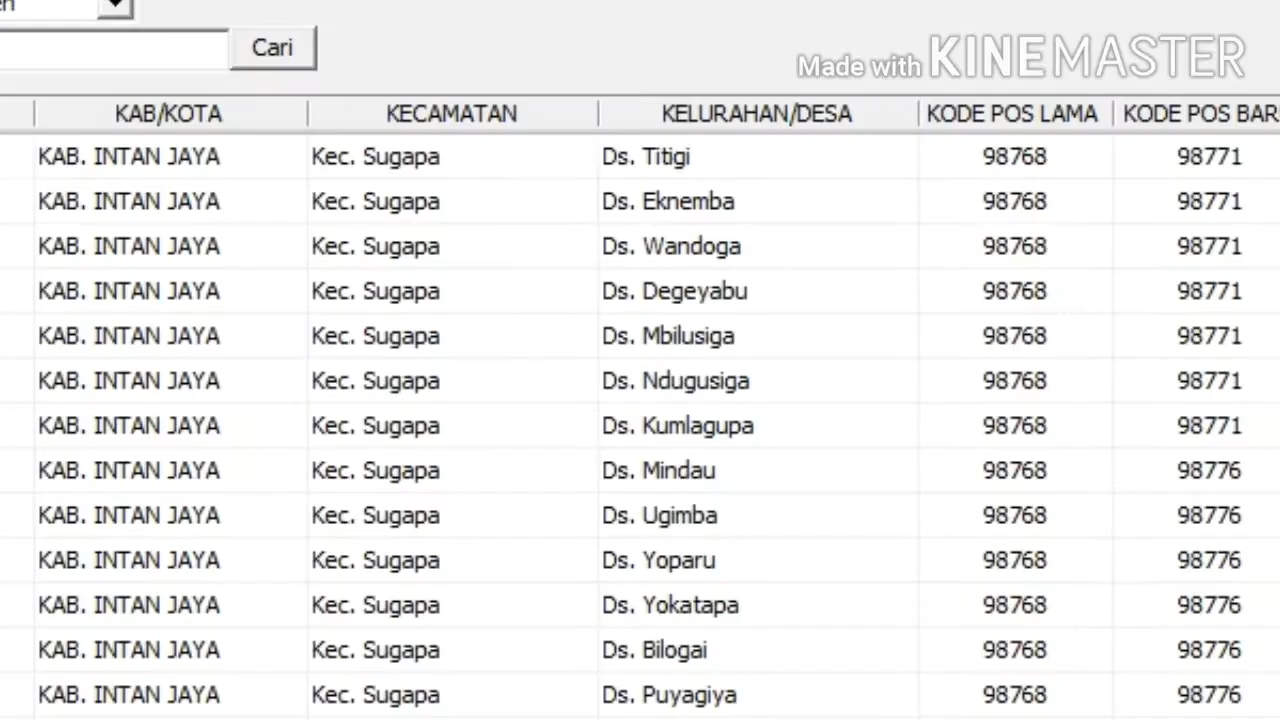 Cari
Made with KINEMASTER
KAB/KOTA KECAMATAN KELURAHAN/DESA KODE POS LAMA KODE POS
KAB. INTAN JAYA Kec. Sugapa Ds. Titigi 98768 98771
KAB. INTAN JAYA Kec. Sugapa Ds. Eknemba 98768 98771
KAB. INTAN JAYA Kec. Sugapa Ds. Wandoga 98768 98771
KAB. INTAN JAYA Kec. Sugapa Ds. Degeyabu 98768 98771
KAB. INTAN JAYA Kec. Sugapa Ds. Mbilusiga 98768 98771
KAB. INTAN JAYA Kec. Sugapa Ds. Ndugusiga 98768 98771
KAB. INTAN JAYA Kec. Sugapa Ds. Kumlagupa 98768 98771
KAB. INTAN JAYA Kec. Sugapa Ds. Mindau 98768 98776
KAB. INTAN JAYA Kec. Sugapa Ds. Ugimba 98768 98776
KAB. INTAN JAYA Kec. Sugapa Ds. Yoparu 98768 98776
KAB. INTAN JAYA Kec. Sugapa Ds. Yokatapa 98768 98776
KAB. INTAN JAYA Kec. Sugapa Ds. Bilogai 98768 98776
KAB. INTAN JAYA Kec. Sugapa Ds. Puyagiya 98768 98776